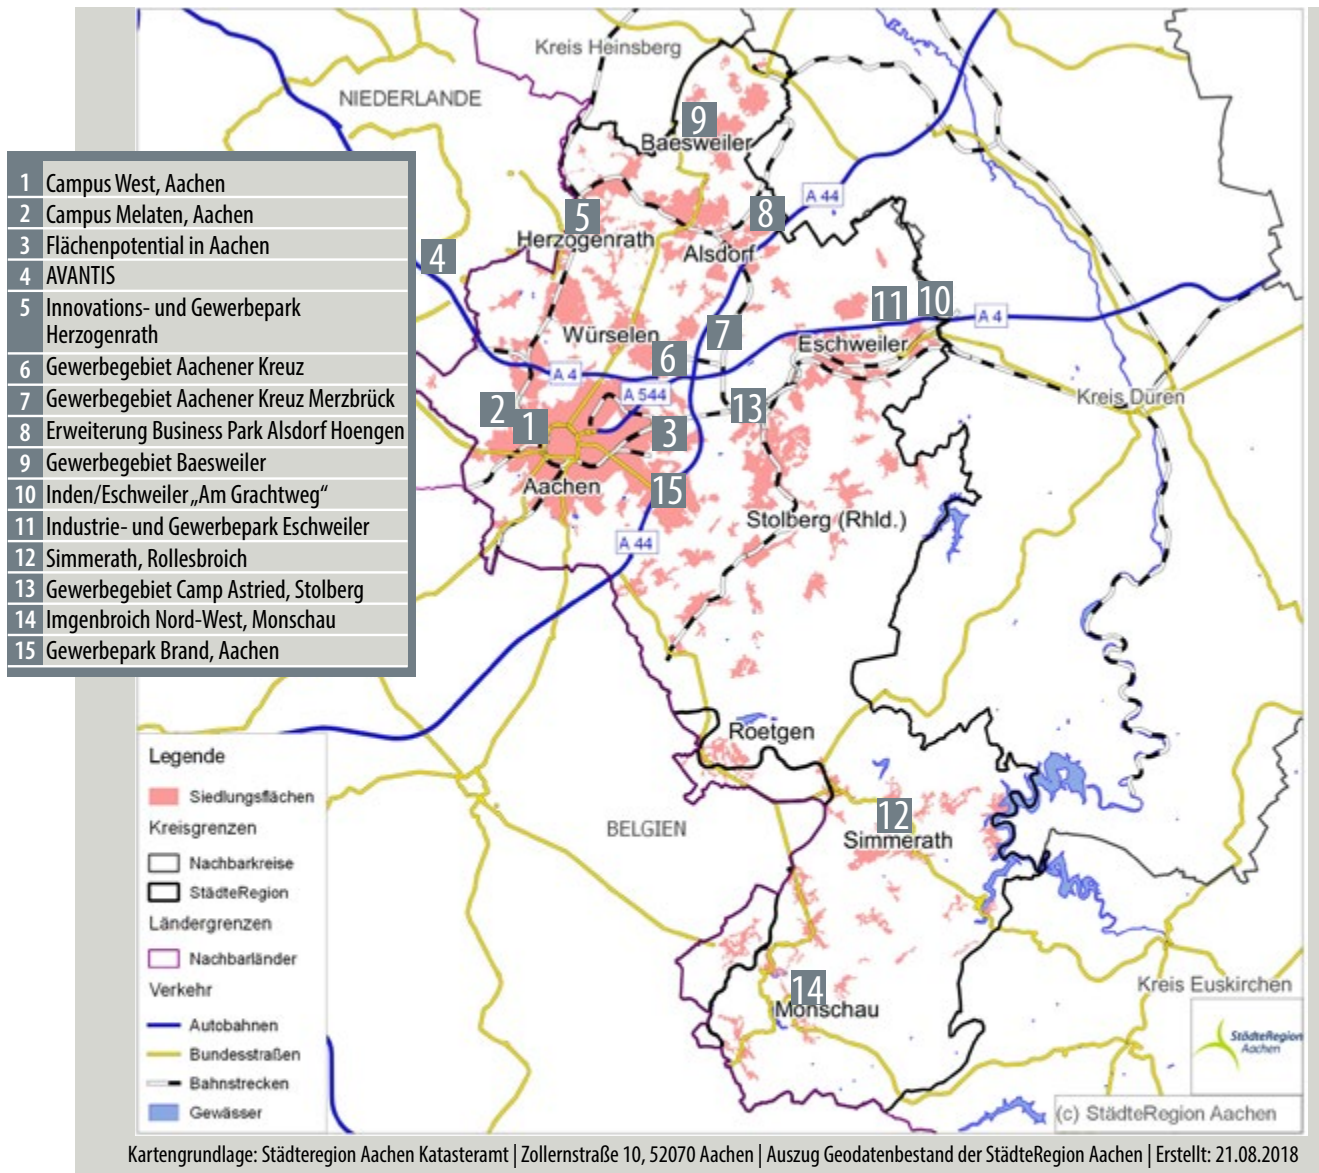 Kreis Heinsberg
NIEDERLANDE
9
Baesweiler
1 Campus West, Aachen
2 Campus Melaten, Aachen
3 Flächenpotential in Aachen
4 AVANTIS
5 Innovations- und Gewerbepark
Herzogenrath
6 Gewerbegebiet Aachener Kreuz
7 Gewerbegebiet Aachener Kreuz Merzbrück
8 Erweiterung Business Park Alsdorf Hoengen
9 Gewerbegebiet Baesweiler
10 Inden/Eschweiler „Am Grachtweg“
11 Industrie- und Gewerbepark Eschweiler
12 Simmerath, Rollesbroich
13 Gewerbegebiet Camp Astried, Stolberg
14 Imgenbroich Nord-West, Monschau
15 Gewerbepark Brand, Aachen
A 44
5
8
Herzogenrath
Alsdorf
4
11
10
A 4
7
Würselen
Eschweiler
6
A 4
A 544
Kreis Düren
2
1
3
13
Aachen
15
Stolberg (Rhld.)
A 44
Roetgen
12
Simmerath
BELGIEN
14
Monschau
Kreis Euskirchen
Legende
Siedlungsflächen
Kreisgrenzen
Nachbarkreise
StädteRegion
Ländergrenzen
Nachbarländer
Verkehr
Autobahnen
Bundesstraßen
Bahnstrecken
Gewässer
StädteRegion
Aachen
(c) StädteRegion Aachen
Kartengrundlage: Städteregion Aachen Katasteramt | Zollernstraße 10, 52070 Aachen | Auszug Geodatenbestand der StädteRegion Aachen | Erstellt: 21.08.2018